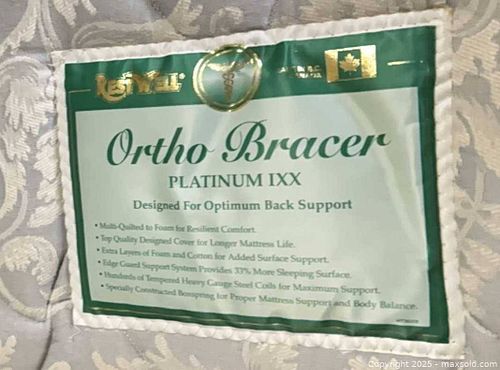 RESTWELL
Ortho Bracer
PLATINUM IXX
Designed For Optimum Back Support
• Multi-Quilted to Foam for Resilient Comfort.
• Top Quality Designed Cover for Longer Mattress Life.
• Extra Layers of Foam and Cotton for Added Surface Support.
• Edge Guard Support System Provides 33% More Sleeping Surface.
• Hundreds of Tempered Heavy Gauge Steel Coils for Maximum Support.
• Specially Constructed Boxspring for Proper Mattress Support and Body Balance.
Copyright 2025 - maxsold.com